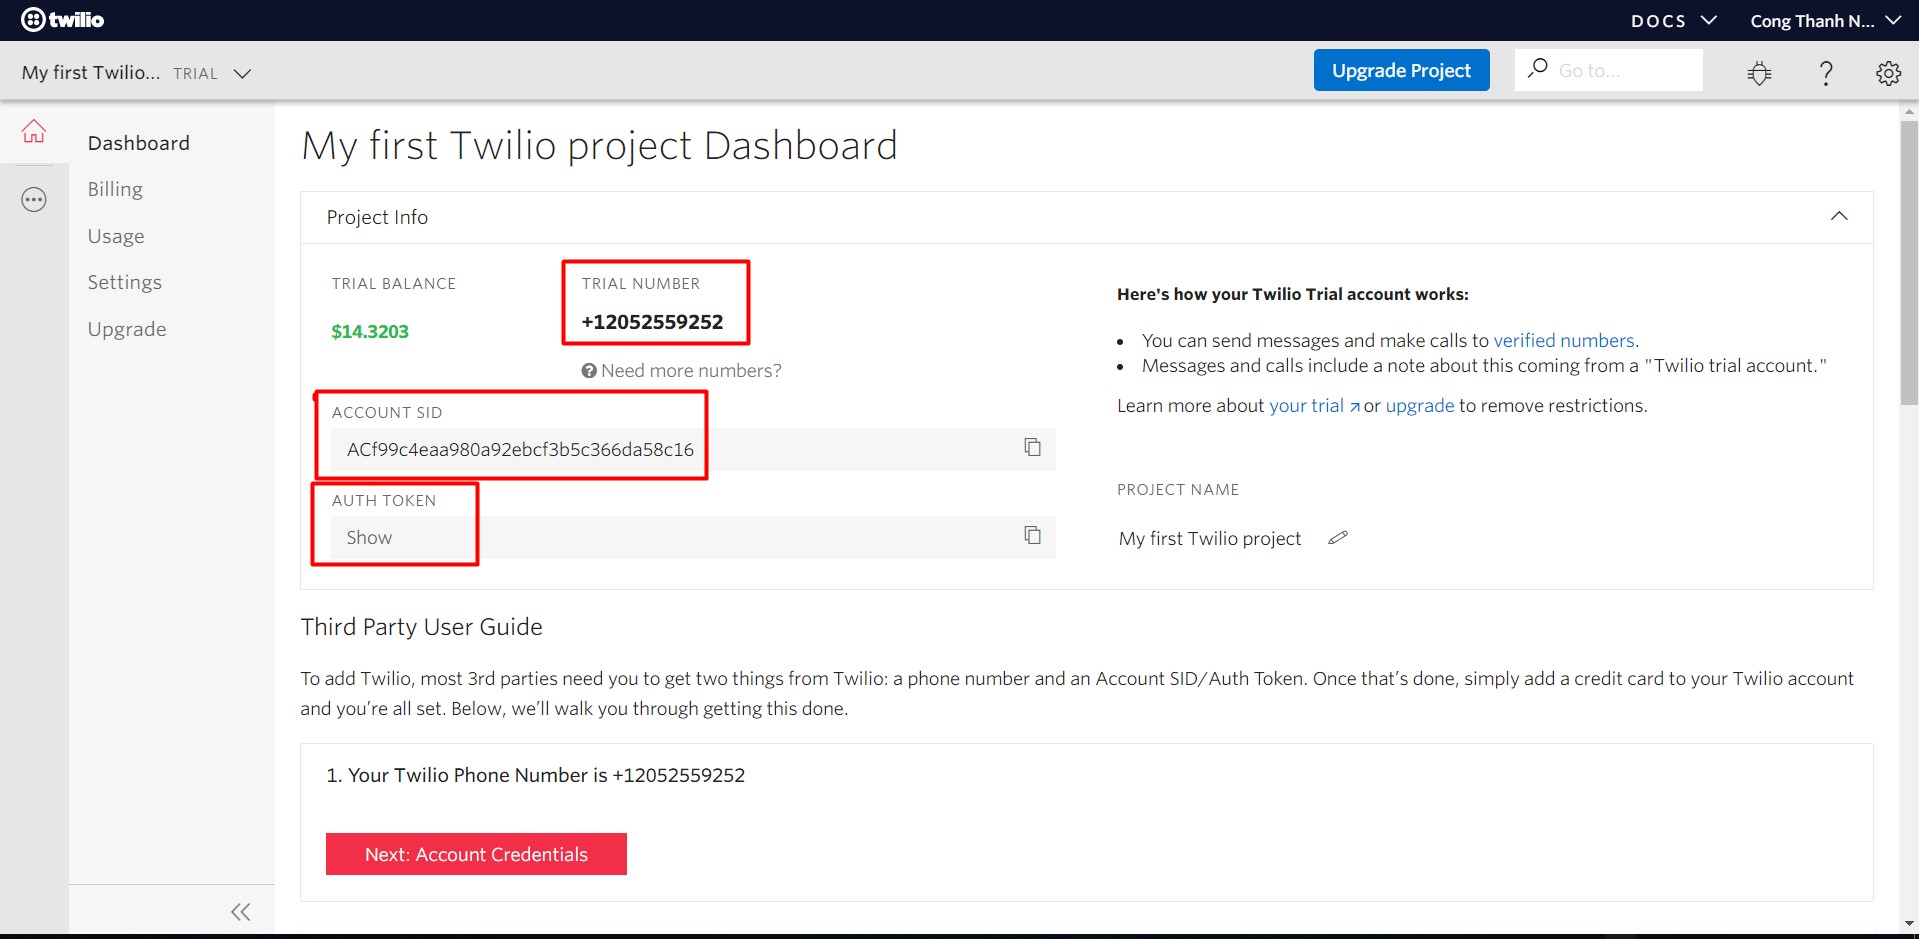 twilio
DOCS
Cong Thanh N...
My first Twilio... TRIAL
Upgrade Project
Go to...
?
Dashboard
Billing
Usage
Settings
Upgrade
My first Twilio project Dashboard
Project Info
TRIAL BALANCE
$14.3203
TRIAL NUMBER
+12052559252
Need more numbers?
ACCOUNT SID
ACf99c4eaa980a92ebcf3b5c366da58c16
AUTH TOKEN
Show
Here's how your Twilio Trial account works:
You can send messages and make calls to verified numbers.
Messages and calls include a note about this coming from a "Twilio trial account."
Learn more about your trial or upgrade to remove restrictions.
PROJECT NAME
My first Twilio project
Third Party User Guide
To add Twilio, most 3rd parties need you to get two things from Twilio: a phone number and an Account SID/Auth Token. Once that’s done, simply add a credit card to your Twilio account
and you’re all set. Below, we’ll walk you through getting this done.
1. Your Twilio Phone Number is +12052559252
Next: Account Credentials